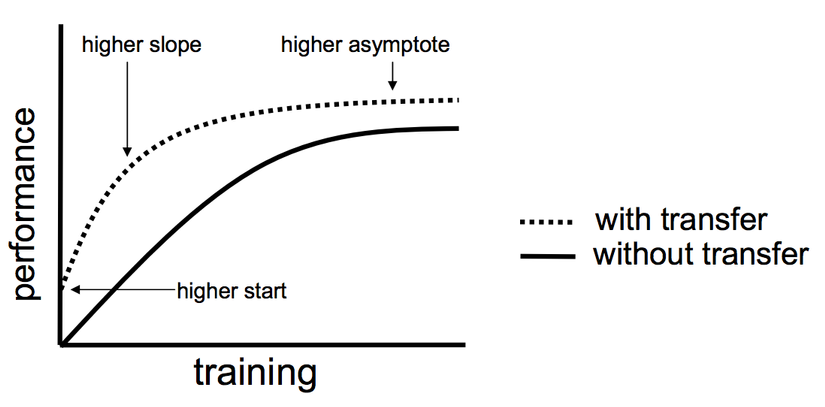 higher slope
higher asymptote
performance
with transfer
without transfer
higher start
training